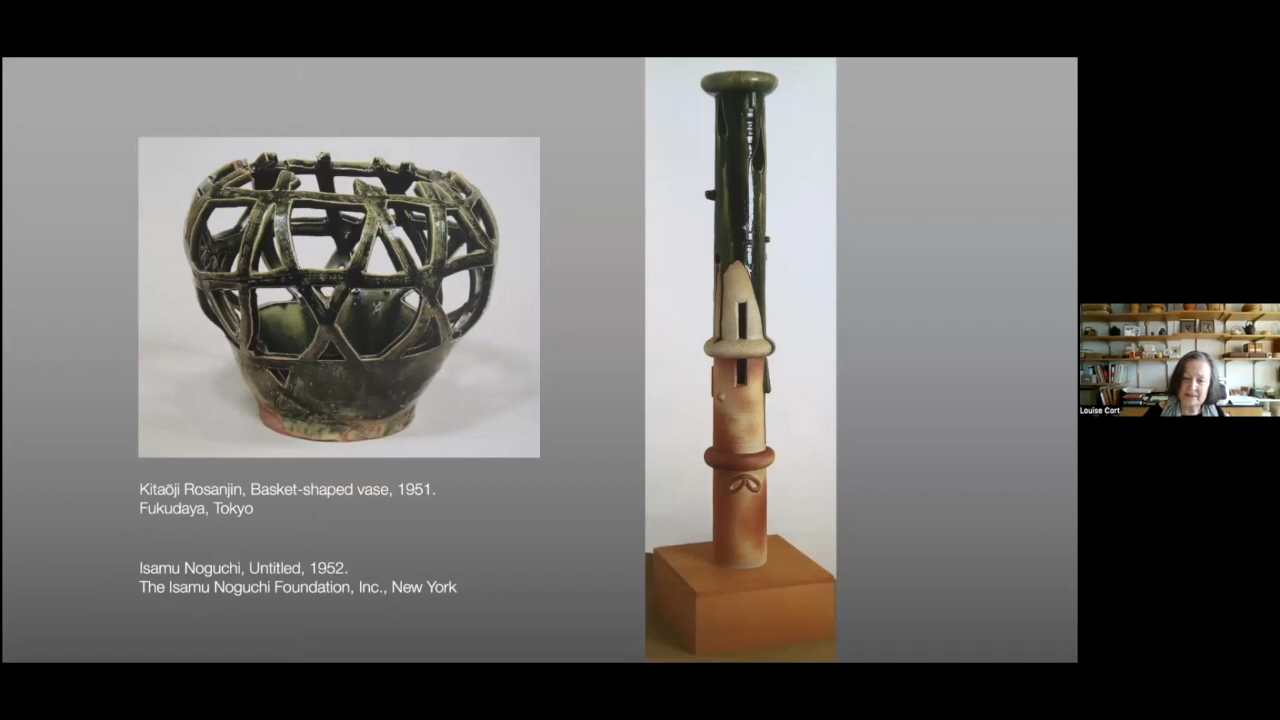 Kitaōji Rosanjin, Basket-shaped vase, 1951.
Fukudaya, Tokyo
Isamu Noguchi, Untitled, 1952.
The Isamu Noguchi Foundation, Inc., New York
Louise Cort